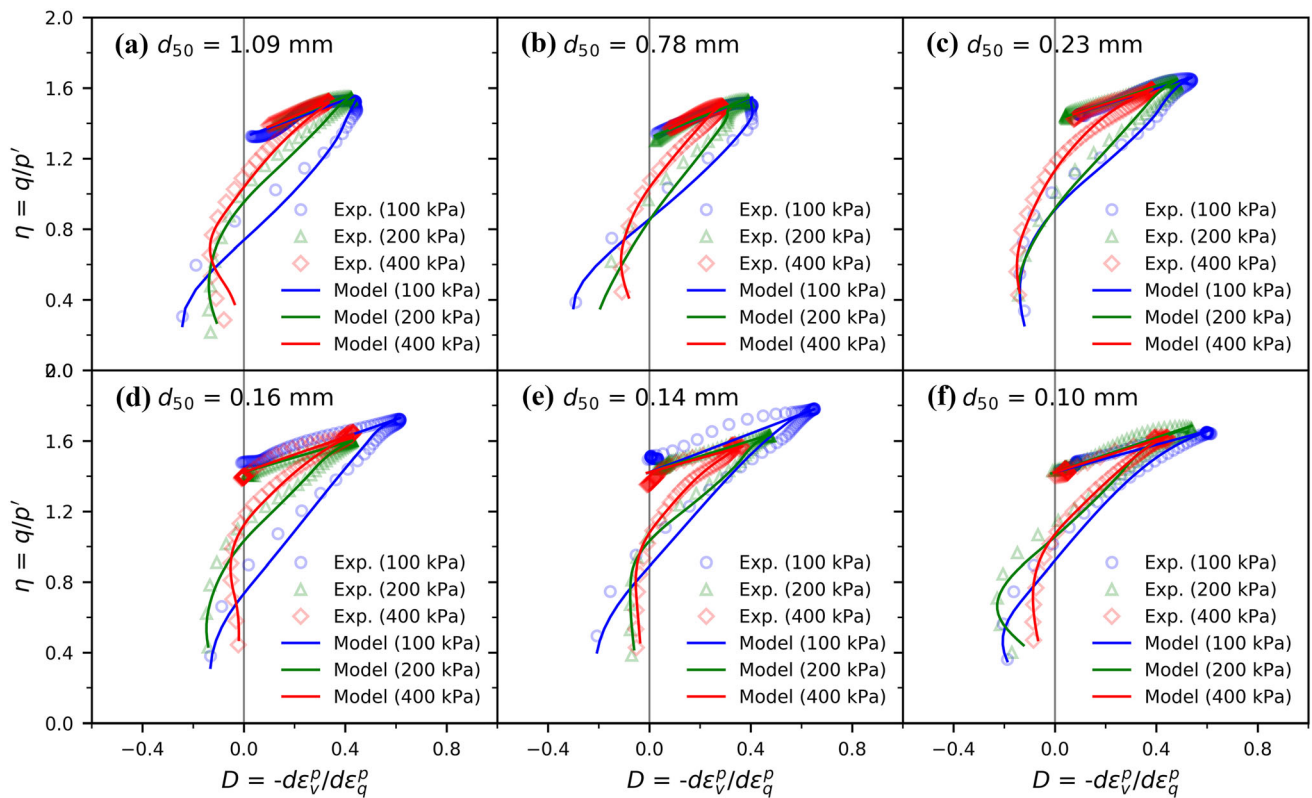 (a) d50 = 1.09 mm
(b) d50 = 0.78 mm
(c) d50 = 0.23 mm
2.0
1.6
1.2
0.8
0.4
0.0
η = q/p′
Exp. (100 kPa)
Exp. (200 kPa)
Exp. (400 kPa)
Model (100 kPa)
Model (200 kPa)
Model (400 kPa)
Exp. (100 kPa)
Exp. (200 kPa)
Exp. (400 kPa)
Model (100 kPa)
Model (200 kPa)
Model (400 kPa)
Exp. (100 kPa)
Exp. (200 kPa)
Exp. (400 kPa)
Model (100 kPa)
Model (200 kPa)
Model (400 kPa)
(d) d50 = 0.16 mm
(e) d50 = 0.14 mm
(f) d50 = 0.10 mm
2.0
1.6
1.2
0.8
0.4
0.0
η = q/p′
Exp. (100 kPa)
Exp. (200 kPa)
Exp. (400 kPa)
Model (100 kPa)
Model (200 kPa)
Model (400 kPa)
Exp. (100 kPa)
Exp. (200 kPa)
Exp. (400 kPa)
Model (100 kPa)
Model (200 kPa)
Model (400 kPa)
Exp. (100 kPa)
Exp. (200 kPa)
Exp. (400 kPa)
Model (100 kPa)
Model (200 kPa)
Model (400 kPa)
−0.4 0.0 0.4 0.8
−0.4 0.0 0.4 0.8
−0.4 0.0 0.4 0.8
D = -dεᵖᵥ/dεᵖq
D = -dεᵖᵥ/dεᵖq
D = -dεᵖᵥ/dεᵖq